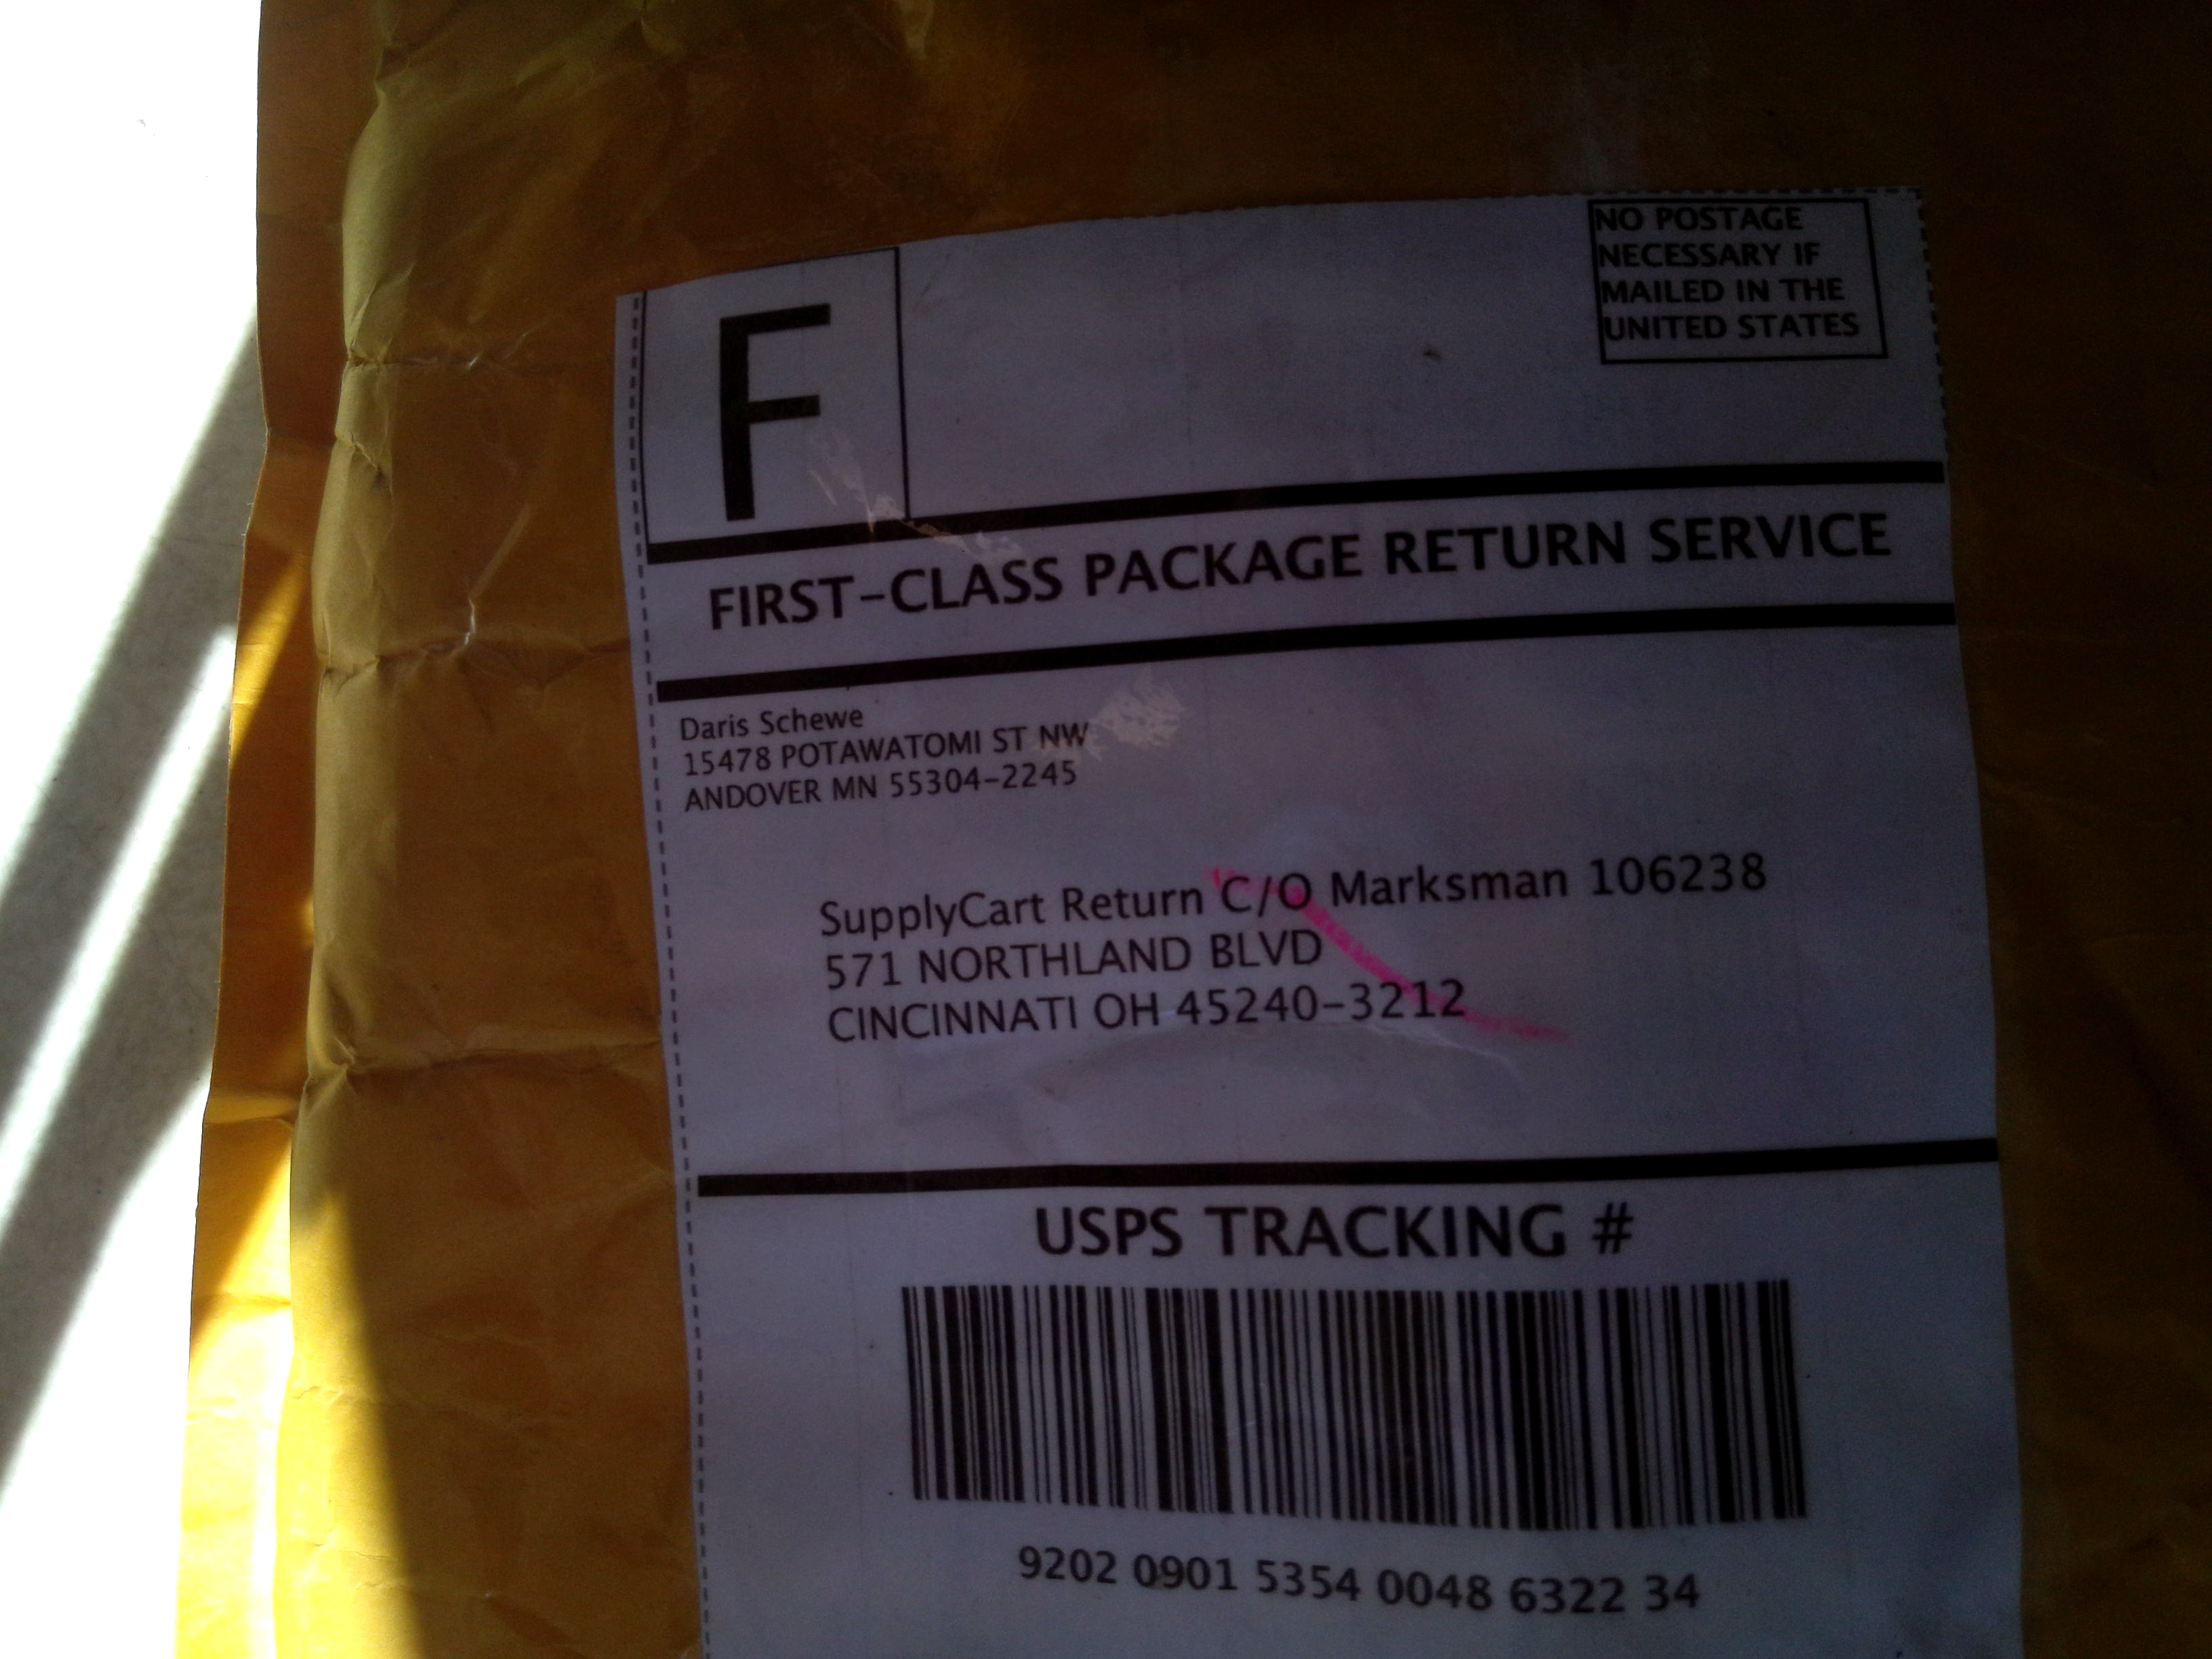 F
NO POSTAGE
NECESSARY IF
MAILED IN THE
UNITED STATES
FIRST-CLASS PACKAGE RETURN SERVICE
Daris Schewe
15478 POTAWATOMI ST NW
ANDOVER MN 55304-2245
SupplyCart Return C/O Marksman 106238
571 NORTHLAND BLVD
CINCINNATI OH 45240-3212
USPS TRACKING #
9202 0901 5354 0048 6322 34